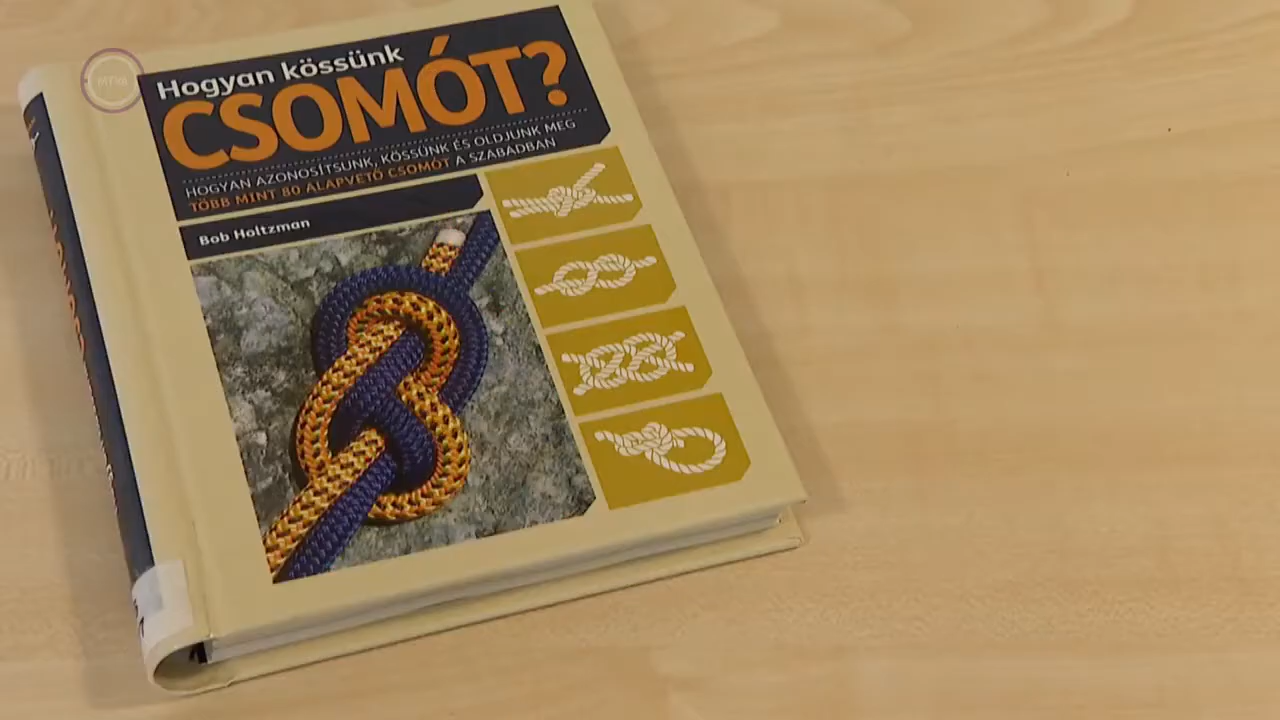 Hogyan kössünk
CSOMÓT?
HOGYAN AZONOSÍTSUNK, KÖSSÜNK ÉS OLDJUNK MEG
TÖBB MINT 80 ALAPVETŐ CSOMÓT A SZABADBAN
Bob Holtzman